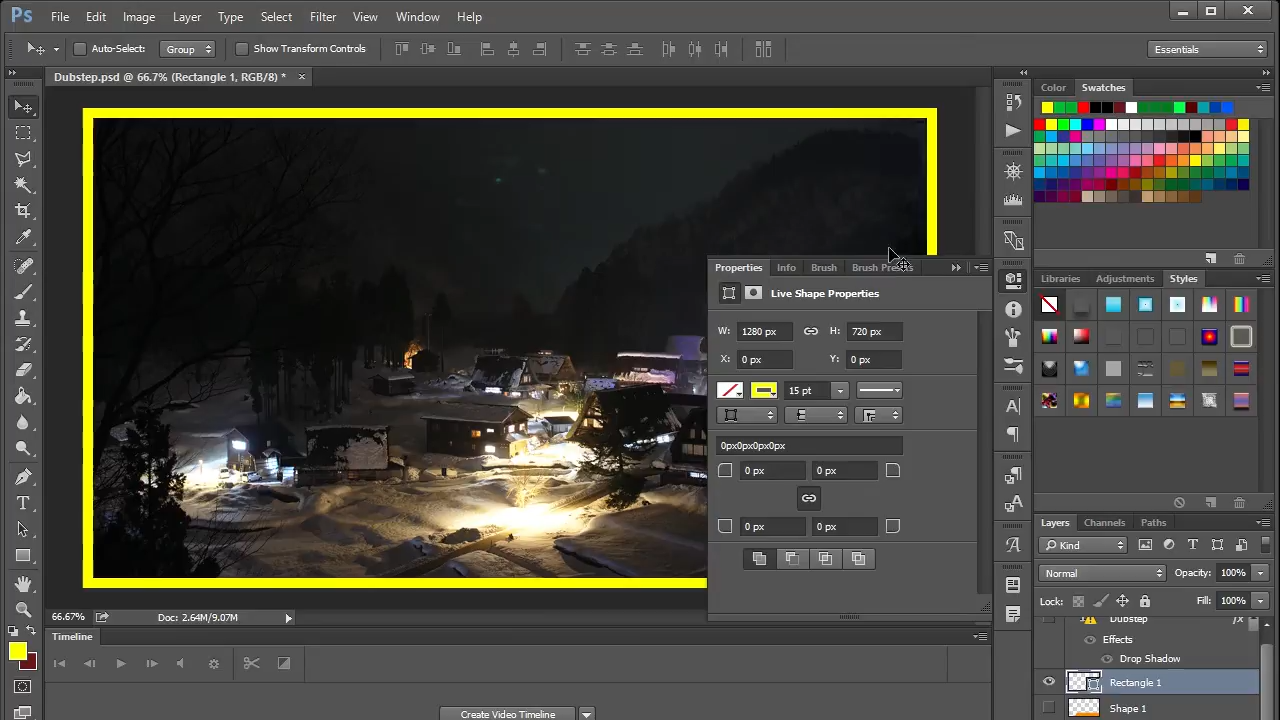 Ps File Edit Image Layer Type Select Filter View Window Help
Auto-Select: Group Show Transform Controls Essentials
Dubstep.psd @ 66.7% (Rectangle 1, RGB/8) * ×
Color Swatches
Properties Info Brush Brush Presets
Live Shape Properties
W: 1280 px H: 720 px
X: 0 px Y: 0 px
15 pt
0px0px0px0px
0 px 0 px
0 px 0 px
Libraries Adjustments Styles
Layers Channels Paths
Kind
Normal Opacity: 100%
Lock: Fill: 100%
Dubstep fx
Effects
Drop Shadow
Rectangle 1
Shape 1
66.67% Doc: 2.64M/9.07M
Timeline
Create Video Timeline